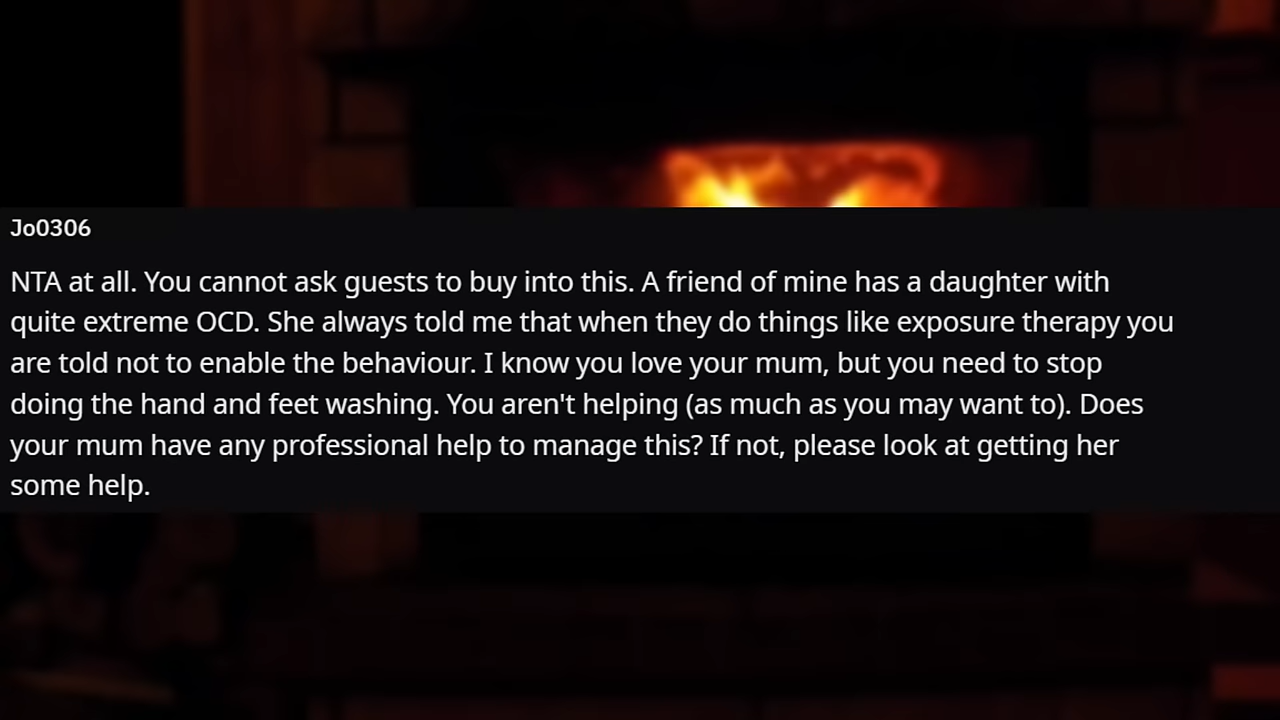 Jo0306
NTA at all. You cannot ask guests to buy into this. A friend of mine has a daughter with
quite extreme OCD. She always told me that when they do things like exposure therapy you
are told not to enable the behaviour. I know you love your mum, but you need to stop
doing the hand and feet washing. You aren't helping (as much as you may want to). Does
your mum have any professional help to manage this? If not, please look at getting her
some help.